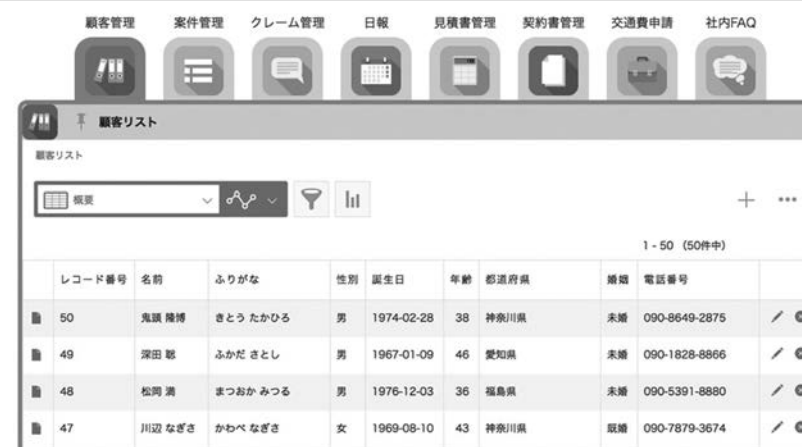 顧客管理 案件管理 クレーム管理 日報 見積書管理 契約書管理 交通費申請 社内FAQ
顧客リスト
顧客リスト
概要
1 - 50 (50件中)
レコード番号 名前 ふりがな 性別 誕生日 年齢 都道府県 婚姻 電話番号
50 鬼頭 隆博 きとう たかひろ 男 1974-02-28 38 神奈川県 未婚 090-8649-2875
49 深田 聡 ふかだ さとし 男 1967-01-09 46 愛知県 未婚 090-1828-8866
48 松岡 満 まつおか みつる 男 1976-12-03 36 福島県 未婚 090-5391-8880
47 川辺 なぎさ かわべ なぎさ 女 1969-08-10 43 神奈川県 既婚 090-7879-3674